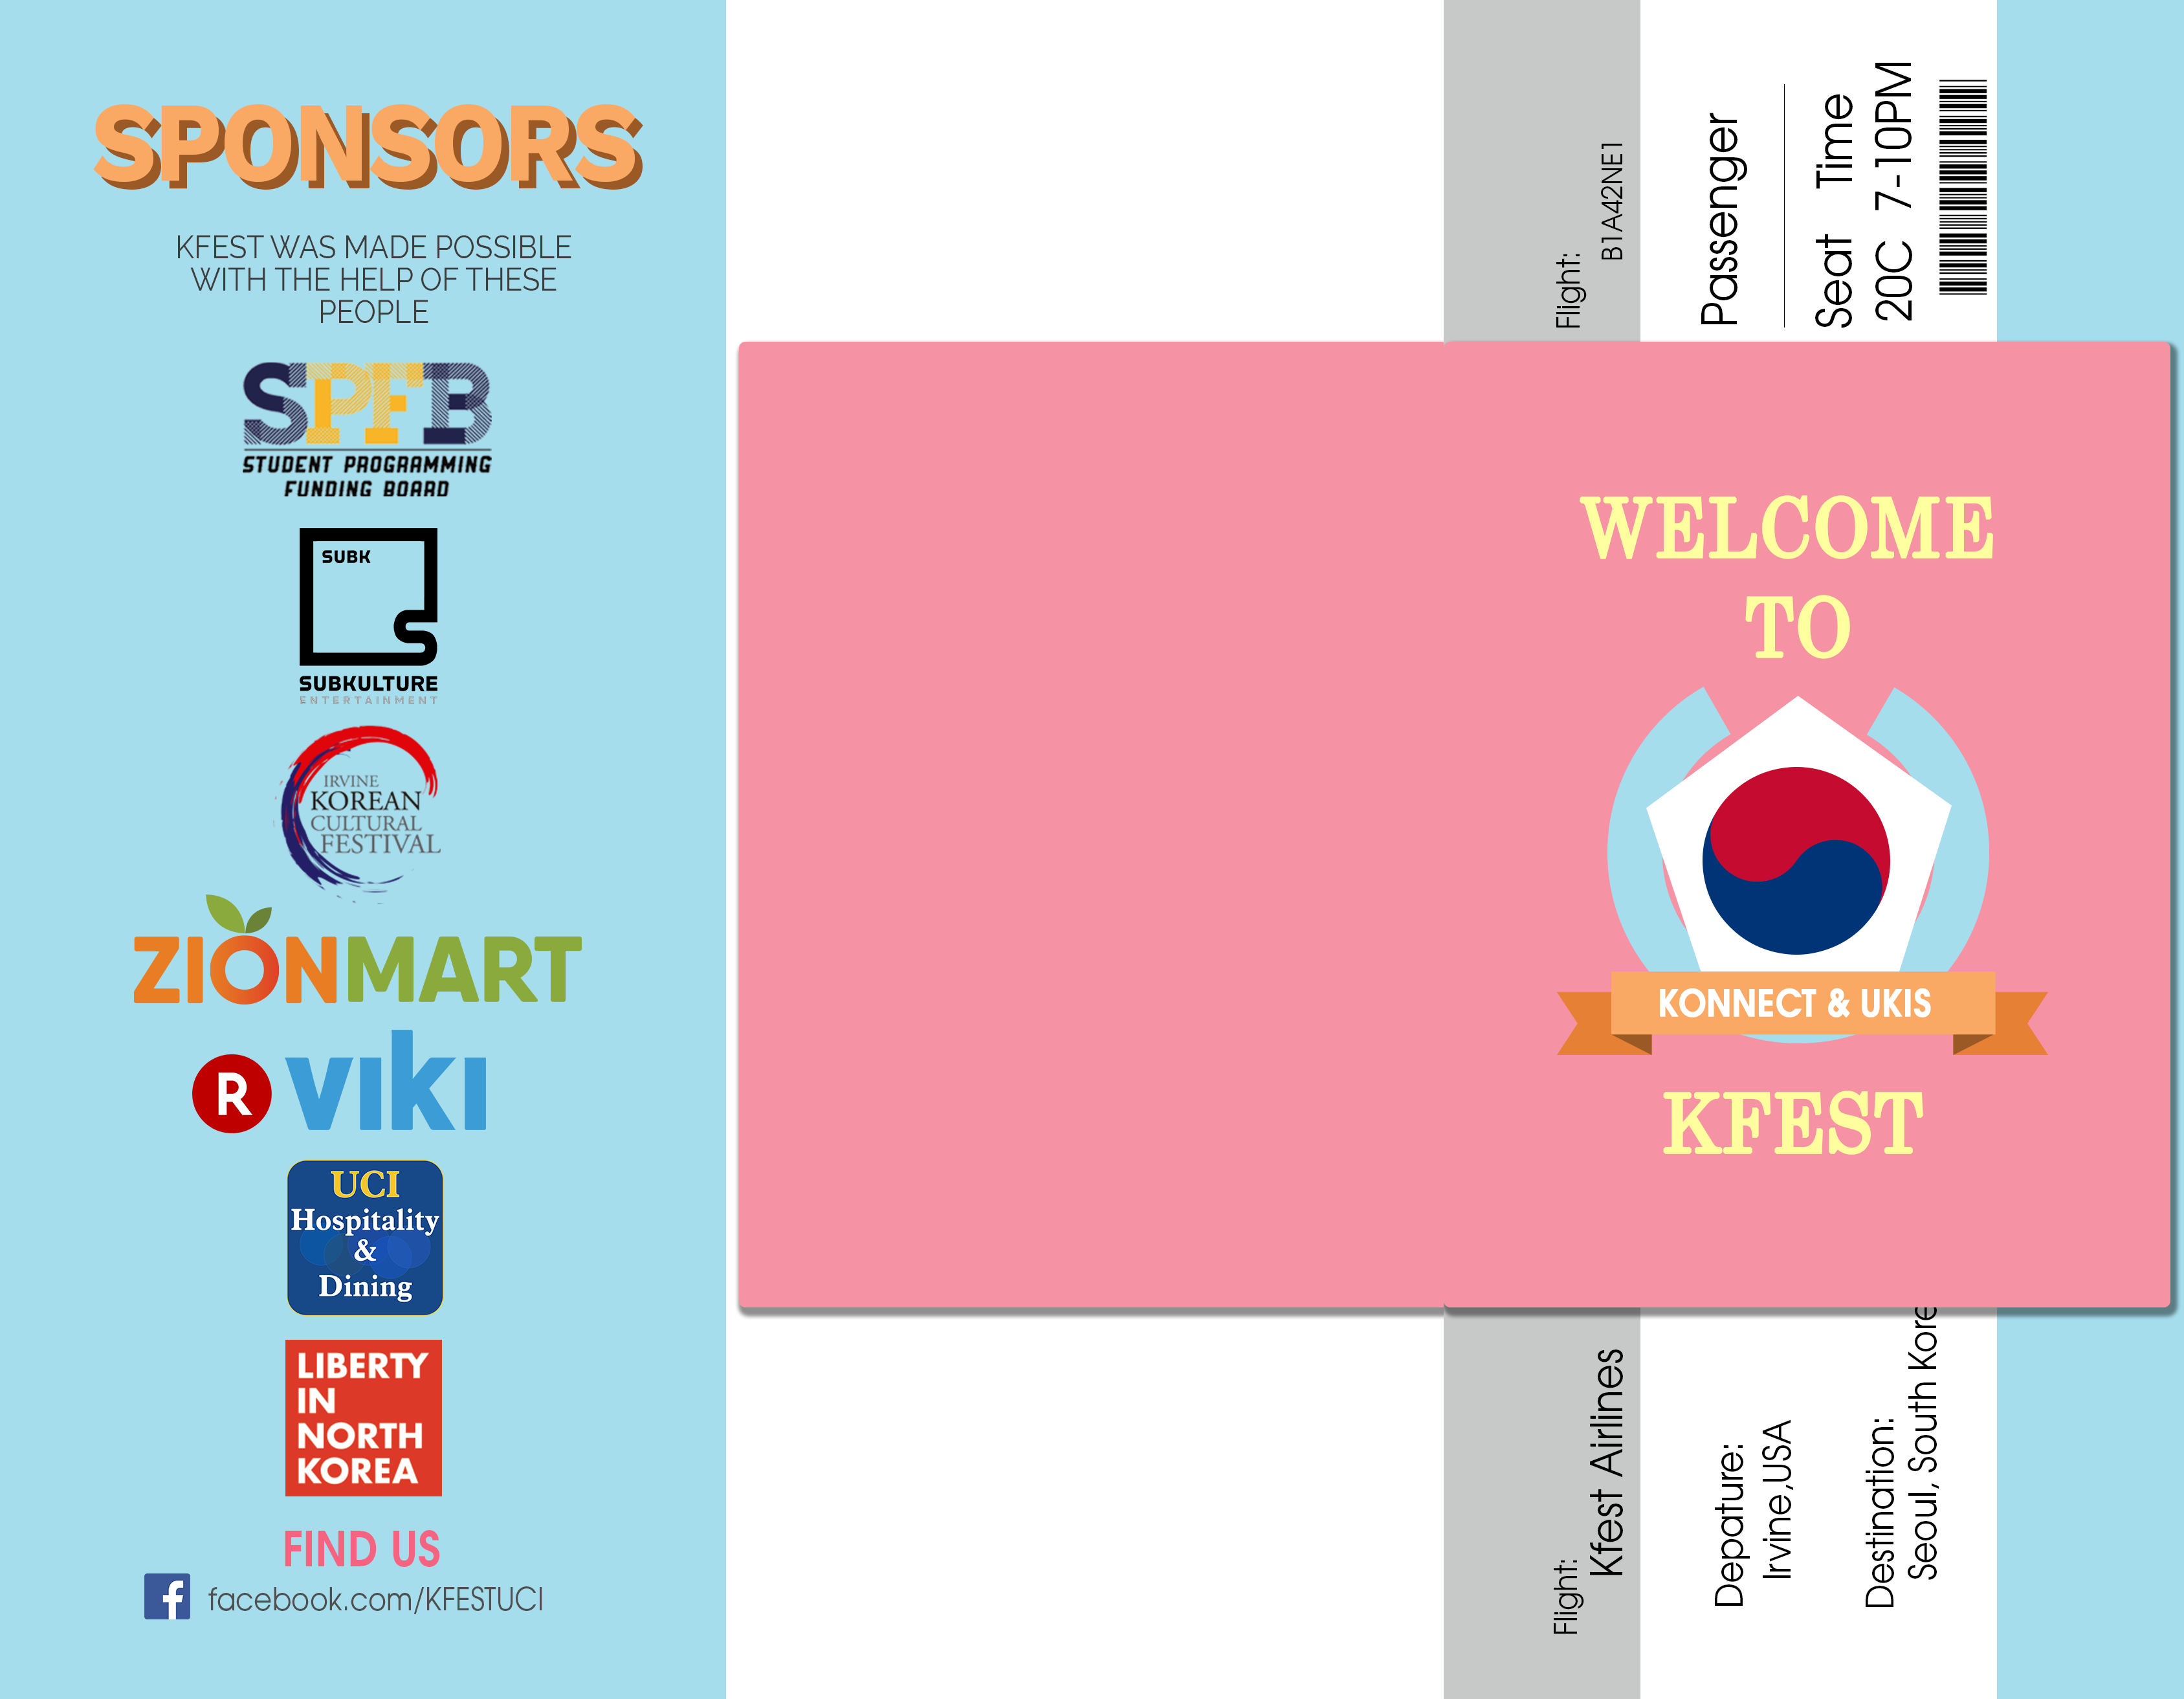 SPONSORS
KFEST WAS MADE POSSIBLE
WITH THE HELP OF THESE
PEOPLE
SPFB
STUDENT PROGRAMMING
FUNDING BOARD
SUBK
S
SUBKULTURE
ENTERTAINMENT
IRVINE
KOREAN
CULTURAL
FESTIVAL
ZIONMART
R VIKI
UCI
Hospitality
&
Dining
LIBERTY
IN
NORTH
KOREA
FIND US
f facebook.com/KFESTUCI
Flight:
B1A42NE1
Passenger
Seat Time
20C 7-10PM
WELCOME
TO
KONNECT & UKIS
KFEST
Flight:
Kfest Airlines
Depature:
Irvine,USA
Destination:
Seoul, South Kore